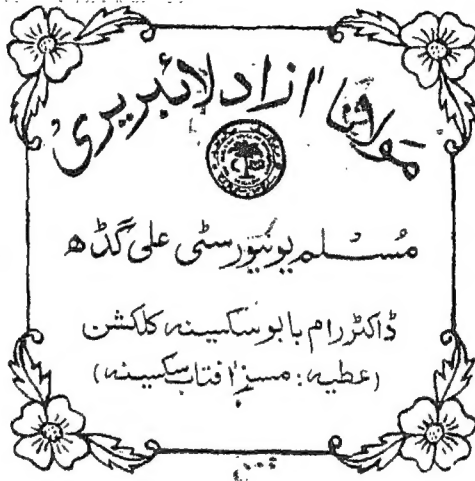 مولانا آزاد لائبریری
مسلم یونیورسٹی علی گڈھ
ڈاکٹر رام بابو سکسینہ کلکشن
(عطیہ: مسز آفتاب سکسینہ)